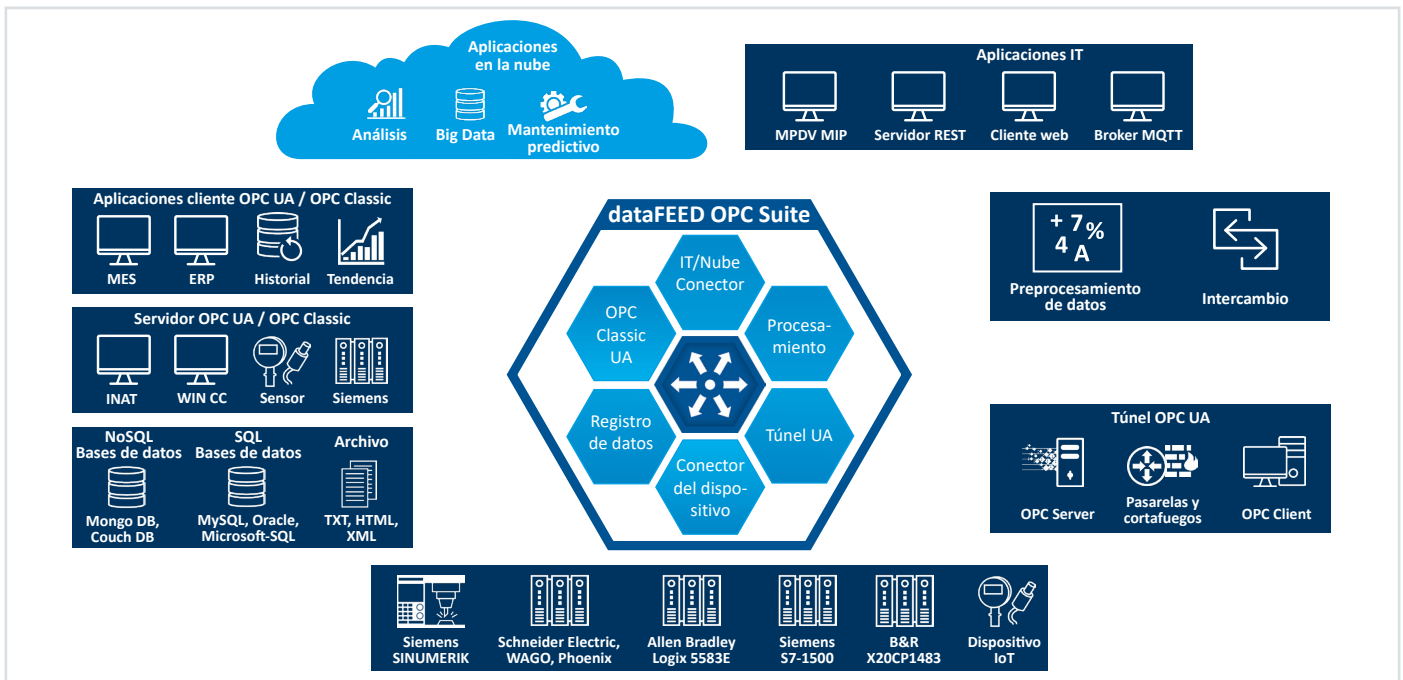 Aplicaciones
en la nube
Análisis
Big Data
Mantenimiento
predictivo
Aplicaciones IT
MPDV MIP
Servidor REST
Cliente web
Broker MQTT
Aplicaciones cliente OPC UA / OPC Classic
MES
ERP
Historial
Tendencia
Servidor OPC UA / OPC Classic
INAT
WIN CC
Sensor
Siemens
NoSQL
Bases de datos
SQL
Bases de datos
Archivo
Mongo DB,
Couch DB
MySQL, Oracle,
Microsoft-SQL
TXT, HTML,
XML
dataFEED OPC Suite
IT/Nube
Conector
OPC
Classic
UA
Procesa-
miento
Registro
de datos
Túnel UA
Conector
del dispo-
sitivo
+ 7%
4 A
Preprocesamiento
de datos
Intercambio
Túnel OPC UA
OPC Server
Pasarelas y
cortafuegos
OPC Client
Siemens
SINUMERIK
Schneider Electric,
WAGO, Phoenix
Allen Bradley
Logix 5583E
Siemens
S7-1500
B&R
X20CP1483
Dispositivo
IoT